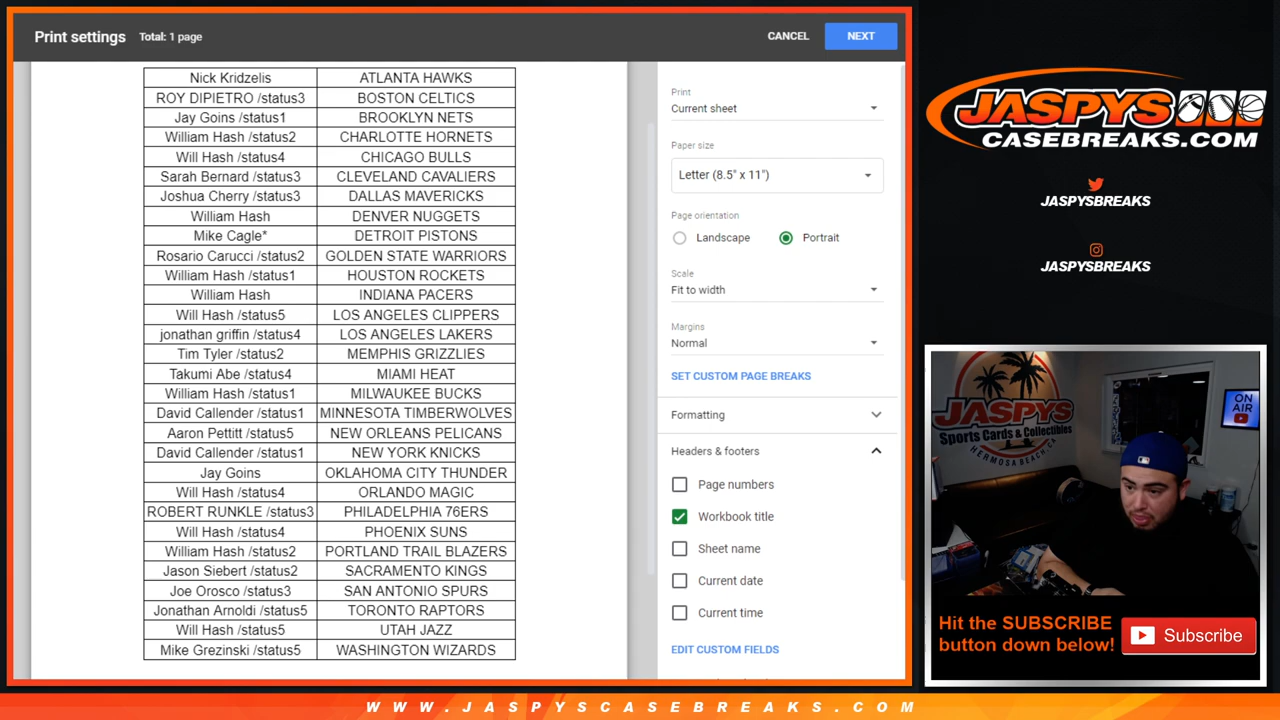 Print settings Total: 1 page CANCEL NEXT
Nick Kridzelis ATLANTA HAWKS
ROY DIPIETRO /status3 BOSTON CELTICS
Jay Goins /status1 BROOKLYN NETS
William Hash /status2 CHARLOTTE HORNETS
Will Hash /status4 CHICAGO BULLS
Sarah Bernard /status3 CLEVELAND CAVALIERS
Joshua Cherry /status3 DALLAS MAVERICKS
William Hash DENVER NUGGETS
Mike Cagle* DETROIT PISTONS
Rosario Carucci /status2 GOLDEN STATE WARRIORS
William Hash /status1 HOUSTON ROCKETS
William Hash INDIANA PACERS
Will Hash /status5 LOS ANGELES CLIPPERS
jonathan griffin /status4 LOS ANGELES LAKERS
Tim Tyler /status2 MEMPHIS GRIZZLIES
Takumi Abe /status4 MIAMI HEAT
William Hash /status1 MILWAUKEE BUCKS
David Callender /status1 MINNESOTA TIMBERWOLVES
Aaron Pettitt /status5 NEW ORLEANS PELICANS
David Callender /status1 NEW YORK KNICKS
Jay Goins OKLAHOMA CITY THUNDER
Will Hash /status4 ORLANDO MAGIC
ROBERT RUNKLE /status3 PHILADELPHIA 76ERS
Will Hash /status4 PHOENIX SUNS
William Hash /status2 PORTLAND TRAIL BLAZERS
Jason Siebert /status2 SACRAMENTO KINGS
Joe Orosco /status3 SAN ANTONIO SPURS
Jonathan Arnoldi /status5 TORONTO RAPTORS
Will Hash /status5 UTAH JAZZ
Mike Grezinski /status5 WASHINGTON WIZARDS
Print
Current sheet
Paper size
Letter (8.5" x 11")
Page orientation
Landscape Portrait
Scale
Fit to width
Margins
Normal
SET CUSTOM PAGE BREAKS
Formatting
Headers & footers
Page numbers
Workbook title
Sheet name
Current date
Current time
EDIT CUSTOM FIELDS
JASPYS
CASEBREAKS.COM
JASPYSBREAKS
JASPYSBREAKS
JASPYS
Sports Cards & Collectibles
HERMOSA BEACH, CA
ON
AIR
Hit the SUBSCRIBE
button down below!
Subscribe
WWW.JASPYSCASEBREAKS.COM